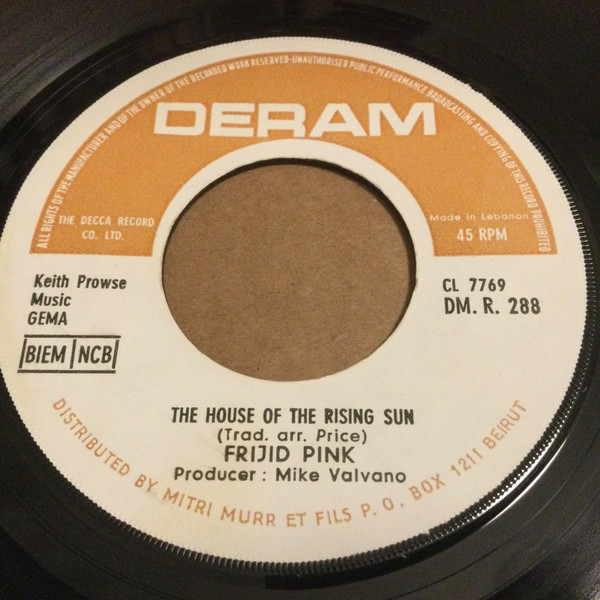 ALL RIGHTS OF THE MANUFACTURER AND OF THE OWNER OF THE RECORDED WORK RESERVED-UNAUTHORISED PUBLIC PERFORMANCE BROADCASTING AND COPYING OF THIS RECORD PROHIBITED
DERAM
THE DECCA RECORD
CO. LTD.
Made in Lebanon
45 RPM
Keith Prowse
Music
GEMA
BIEM NCB
CL 7769
DM. R. 288
THE HOUSE OF THE RISING SUN
(Trad. arr. Price)
FRIJID PINK
Producer : Mike Valvano
DISTRIBUTED BY MITRI MURR ET FILS P. O. BOX 1211 BEIRUT